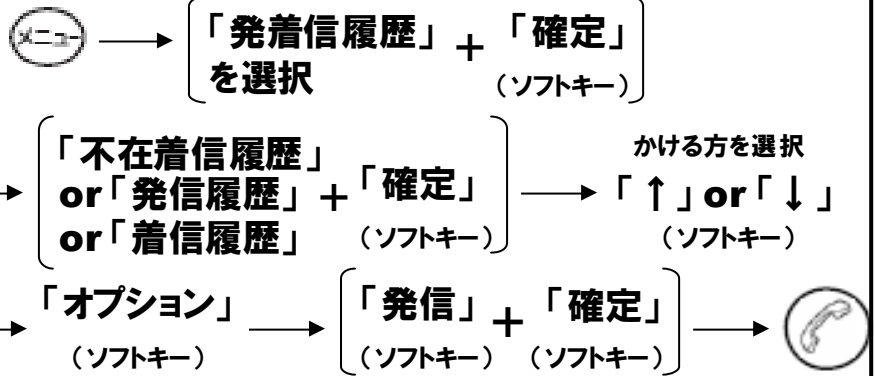 メニュー → 「発着信履歴」を選択 + 「確定」（ソフトキー）
→ 「不在着信履歴」
or「発信履歴」 + 「確定」（ソフトキー）
or「着信履歴」
→ かける方を選択
「↑」or「↓」
（ソフトキー）
→ 「オプション」（ソフトキー） → 「発信」（ソフトキー） + 「確定」（ソフトキー） →